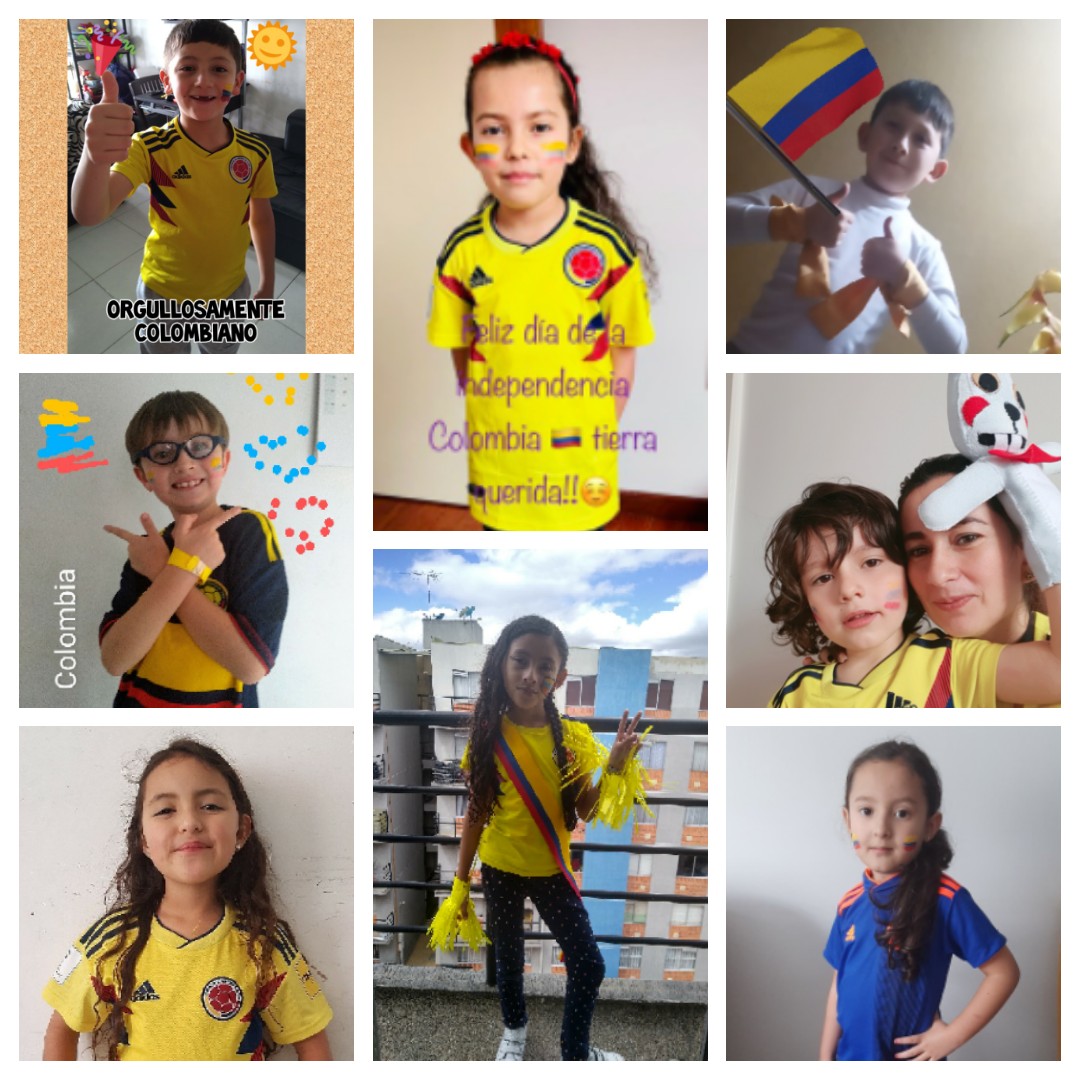 ORGULLOSAMENTE
COLOMBIANO
Feliz día de la
independencia
Colombia 🇨🇴 tierra
querida!!☺️
Colombia